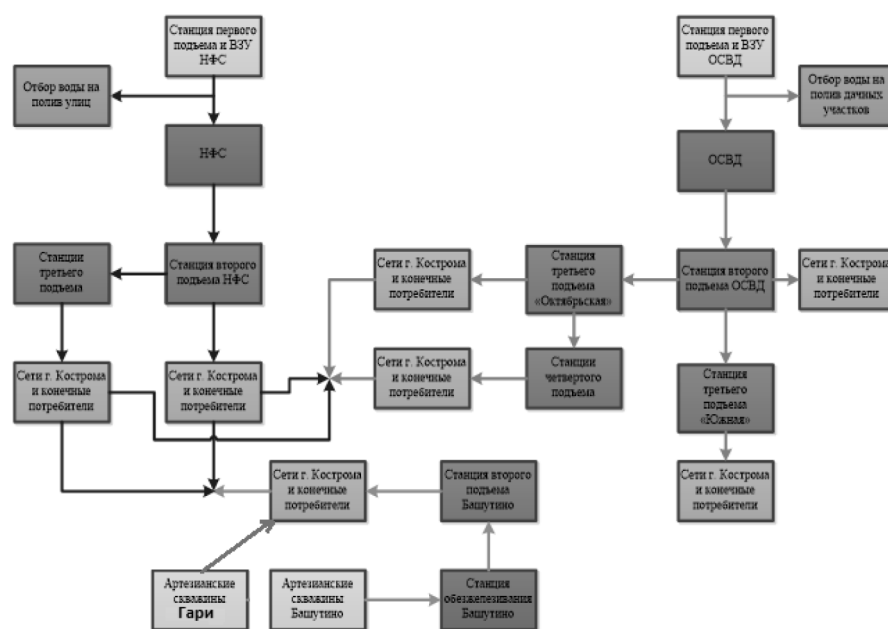 Станция первого
подъема и ВЗУ
НФС
Станция первого
подъема и ВЗУ
ОСВД
Отбор воды на
полив улиц
Отбор воды на
полив дачных
участков
НФС
ОСВД
Станции
третьего
подъема
Станция второго
подъема НФС
Сети г. Кострома
и конечные
потребители
Станция
третьего
подъема
«Октябрьская»
Станция второго
подъема ОСВД
Сети г. Кострома
и конечные
потребители
Сети г. Кострома
и конечные
потребители
Сети г. Кострома
и конечные
потребители
Сети г. Кострома
и конечные
потребители
Станции
четвертого
подъема
Станция
третьего
подъема
«Южная»
Сети г. Кострома
и конечные
потребители
Станция второго
подъема
Башутино
Сети г. Кострома
и конечные
потребители
Артезианские
скважины
Гари
Артезианские
скважины
Башутино
Станция
обезжелезивания
Башутино